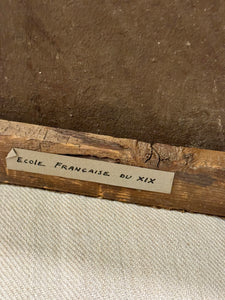 ECOLE FRANCAISE DU XIX